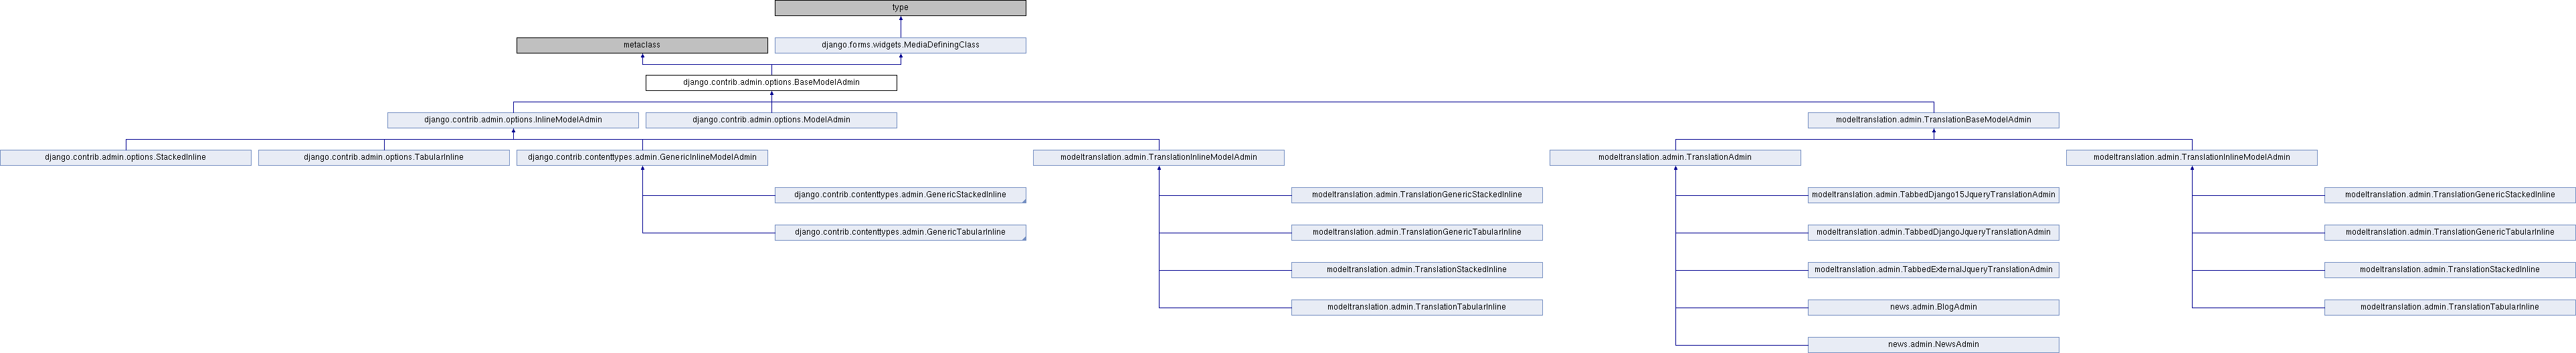 type
metaclass
django.forms.widgets.MediaDefiningClass
django.contrib.admin.options.BaseModelAdmin
django.contrib.admin.options.InlineModelAdmin
django.contrib.admin.options.ModelAdmin
modeltranslation.admin.TranslationBaseModelAdmin
django.contrib.admin.options.StackedInline
django.contrib.admin.options.TabularInline
django.contrib.contenttypes.admin.GenericInlineModelAdmin
modeltranslation.admin.TranslationInlineModelAdmin
modeltranslation.admin.TranslationAdmin
modeltranslation.admin.TranslationInlineModelAdmin
django.contrib.contenttypes.admin.GenericStackedInline
modeltranslation.admin.TranslationGenericStackedInline
modeltranslation.admin.TabbedDjango15JqueryTranslationAdmin
modeltranslation.admin.TranslationGenericStackedInline
django.contrib.contenttypes.admin.GenericTabularInline
modeltranslation.admin.TranslationGenericTabularInline
modeltranslation.admin.TabbedDjangoJqueryTranslationAdmin
modeltranslation.admin.TranslationGenericTabularInline
modeltranslation.admin.TranslationStackedInline
modeltranslation.admin.TabbedExternalJqueryTranslationAdmin
modeltranslation.admin.TranslationStackedInline
modeltranslation.admin.TranslationTabularInline
news.admin.BlogAdmin
modeltranslation.admin.TranslationTabularInline
news.admin.NewsAdmin